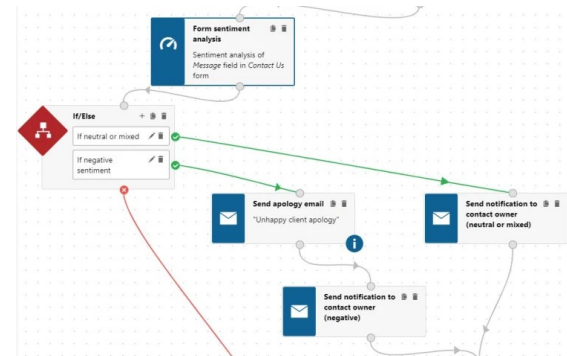 Form sentiment
analysis
Sentiment analysis of
Message field in Contact Us
form
If/Else
If neutral or mixed
If negative
sentiment
Send apology email
"Unhappy client apology"
Send notification to
contact owner
(neutral or mixed)
Send notification to
contact owner
(negative)